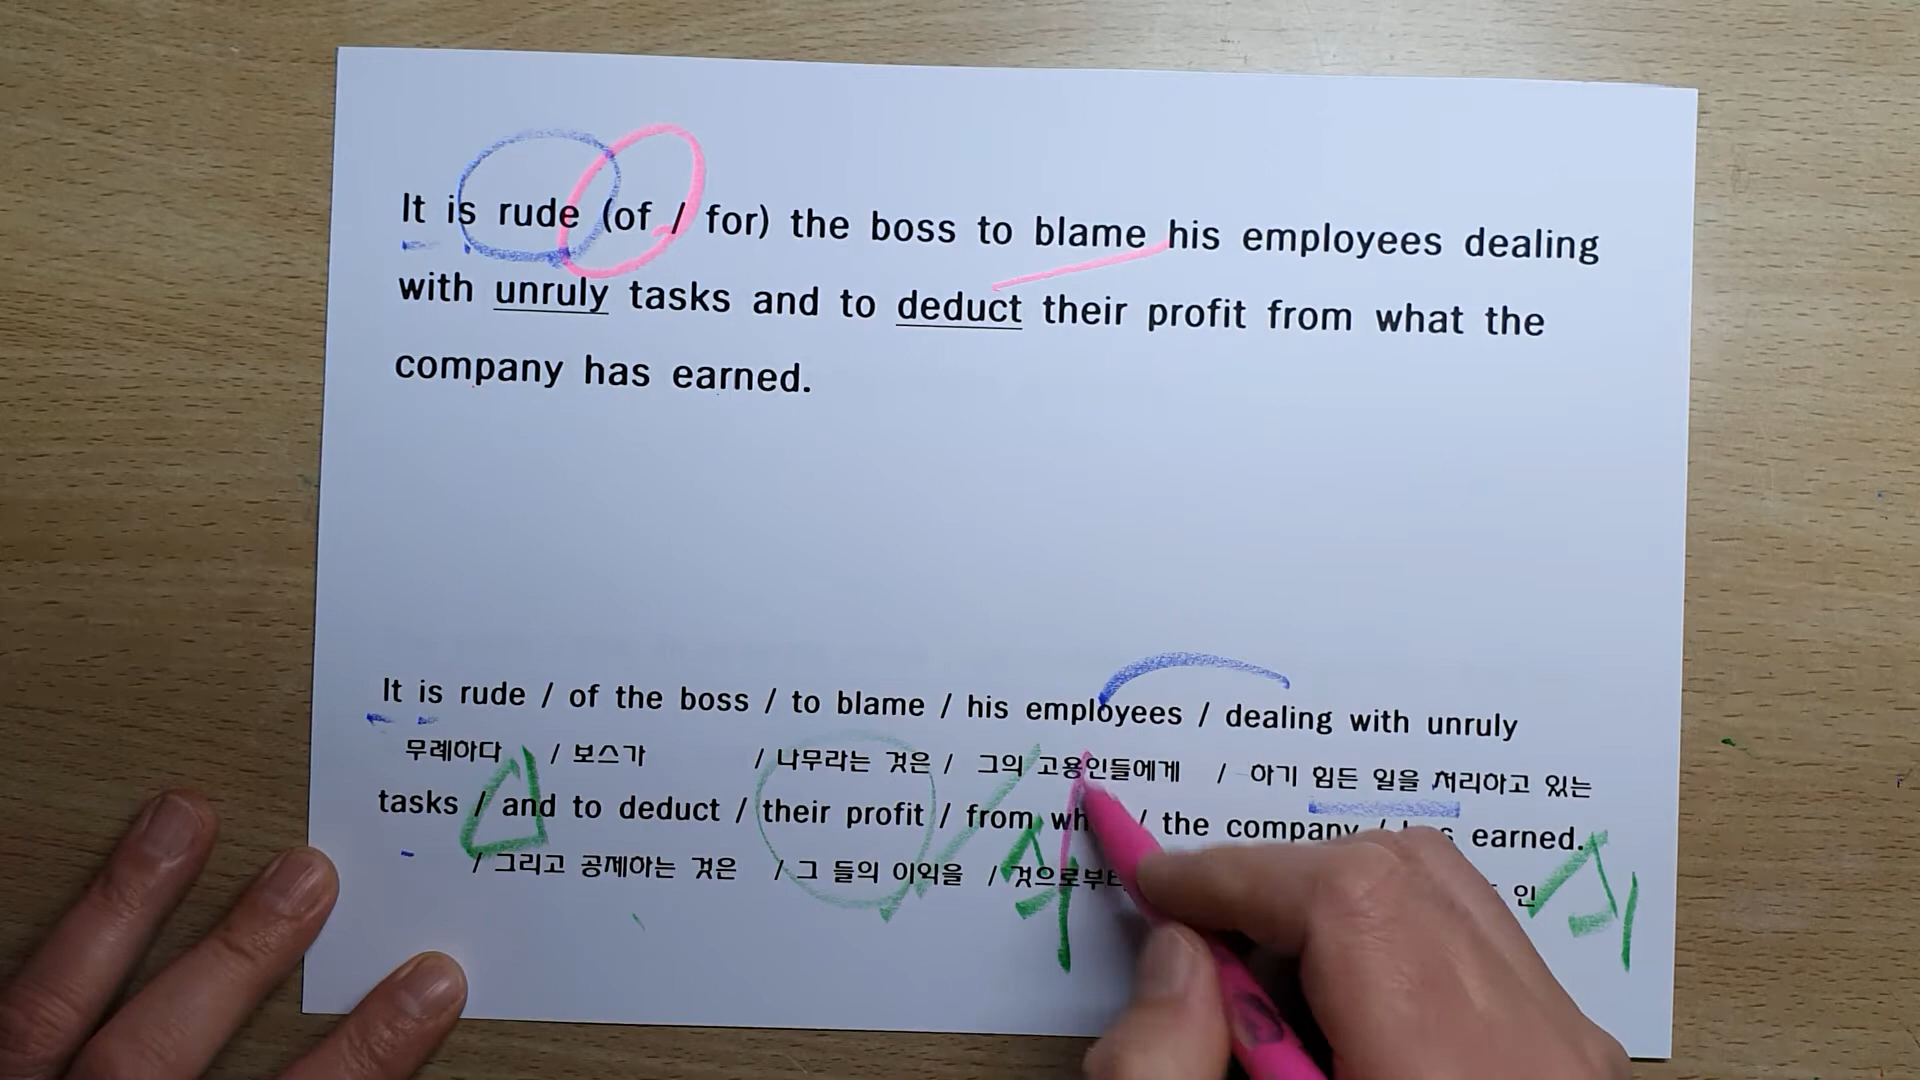 It is rude (of / for) the boss to blame his employees dealing
with unruly tasks and to deduct their profit from what the
company has earned.
It is rude / of the boss / to blame / his employees / dealing with unruly
무례하다 / 보스가 / 나무라는 것은 / 그의 고용인들에게 / 하기 힘든 일을 처리하고 있는
tasks / and to deduct / their profit / from / the company / earned.
/ 그리고 공제하는 것은 / 그 들의 이익을 / 것으로부터 인